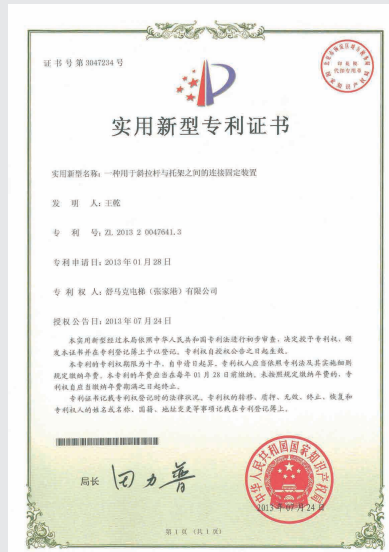 证书号第3047234号
实用新型专利证书
实用新型名称：一种用于斜拉杆与托架之间的连接固定装置
发明人：王乾
专利号：ZL 2013 2 0047641.3
专利申请日：2013年01月28日
专利权人：舒马克电梯（张家港）有限公司
授权公告日：2013年07月24日
本实用新型经过本局依照中华人民共和国专利法进行初步审查，决定授予专利权，颁
发本证书并在专利登记簿上予以登记。专利权自授权公告之日起生效。
本专利的专利权期限为十年，自申请日起算。专利权人应当依照专利法及其实施细则
规定缴纳年费。本专利的年费应当在每年01月28日前缴纳。未按照规定缴纳年费的，专利
权自应当缴纳年费期满之日起终止。
专利证书记载专利权登记时的法律状况。专利权的转移、质押、无效、终止、恢复和
专利权人的姓名或名称、国籍、地址变更等事项记载在专利登记簿上。
局长 田力普
中华人民共和国国家知识产权局
2013年07月24日
第1页（共1页）